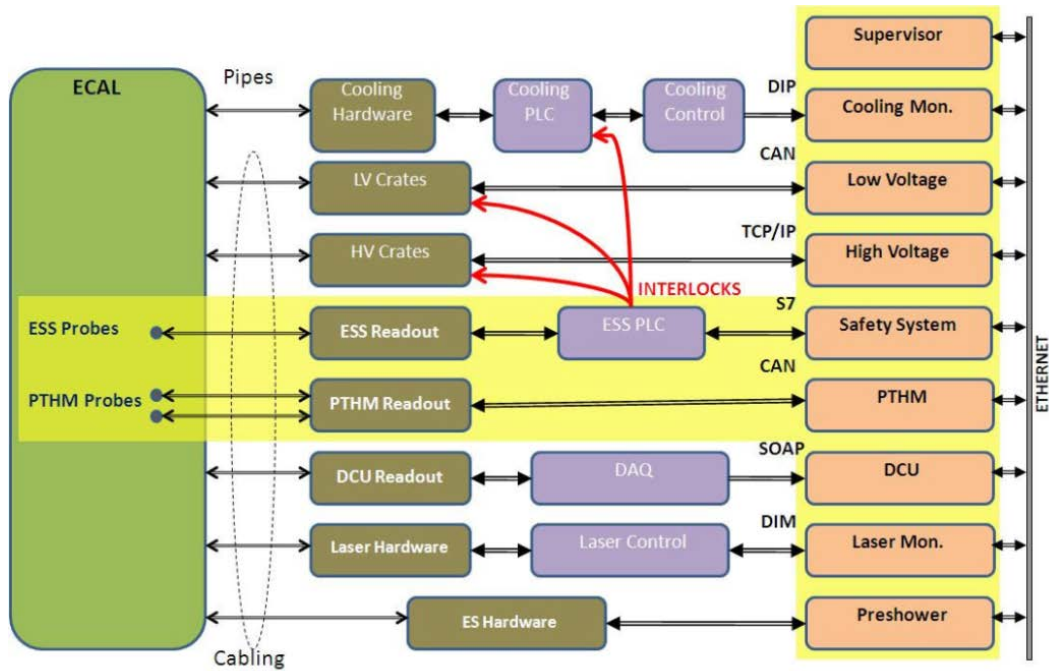 Supervisor
ECAL
Pipes
Cooling
Hardware
Cooling
PLC
Cooling
Control
DIP
Cooling Mon.
CAN
LV Crates
Low Voltage
TCP/IP
HV Crates
High Voltage
INTERLOCKS
S7
ESS Probes
ESS Readout
ESS PLC
Safety System
CAN
PTHM Probes
PTHM Readout
PTHM
ETHERNET
SOAP
DCU Readout
DAQ
DCU
DIM
Laser Hardware
Laser Control
Laser Mon.
ES Hardware
Preshower
Cabling